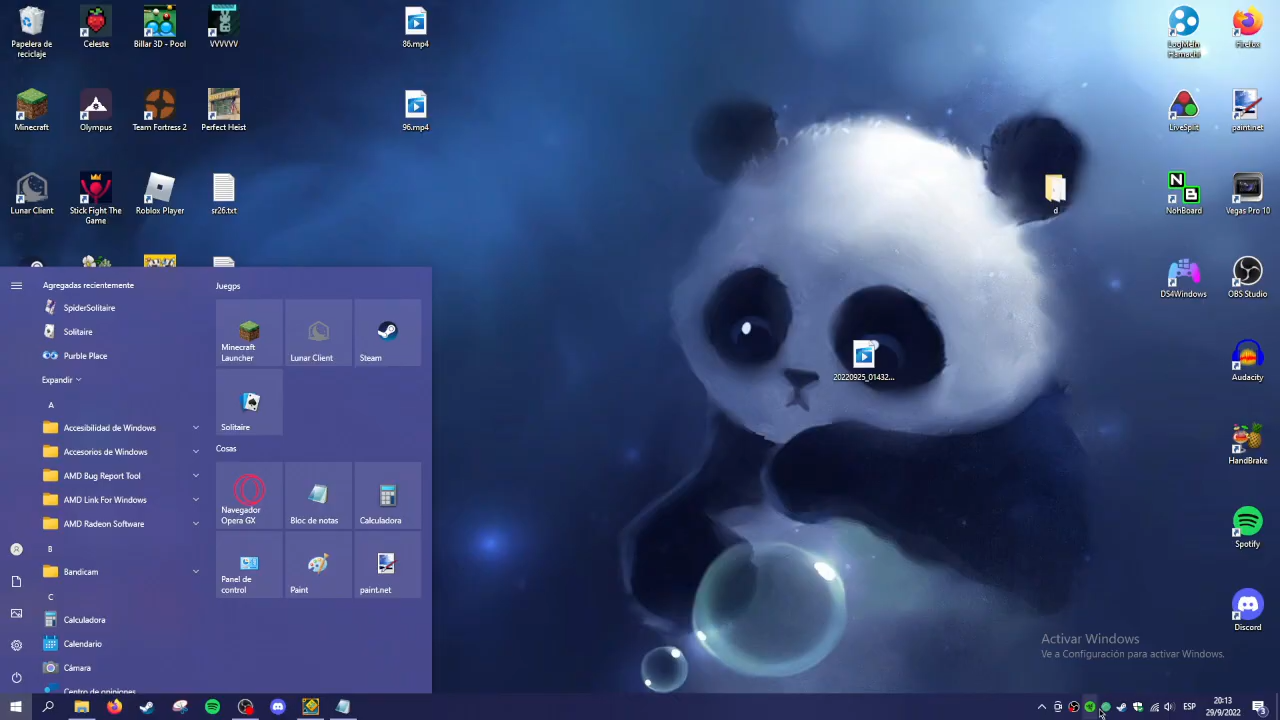 Papelera de
reciclaje
Celeste
Billar 3D - Pool
VVVVVV
86.mp4
LogMeIn
Hamachi
Firefox
Minecraft
Olympus
Team Fortress 2
Perfect Heist
96.mp4
LiveSplit
paintnet
Lunar Client
Stick Fight The
Game
Roblox Player
sr26.txt
d
N
B
NohBoard
Vegas Pro 10
DS4Windows
OBS Studio
20220925_01432...
Audacity
HandBrake
Spotify
Discord
Agregadas recientemente
SpiderSolitaire
Solitaire
Purble Place
Expandir
A
Accesibilidad de Windows
Accesorios de Windows
AMD Bug Report Tool
AMD Link For Windows
AMD Radeon Software
B
Bandicam
C
Calculadora
Calendario
Cámara
Centro de opiniones
Juegps
Minecraft
Launcher
Lunar Client
Steam
Solitaire
Cosas
Navegador
Opera GX
Bloc de notas
Calculadora
Panel de
control
Paint
paint.net
Activar Windows
Ve a Configuración para activar Windows.
ESP
20:13
29/9/2022